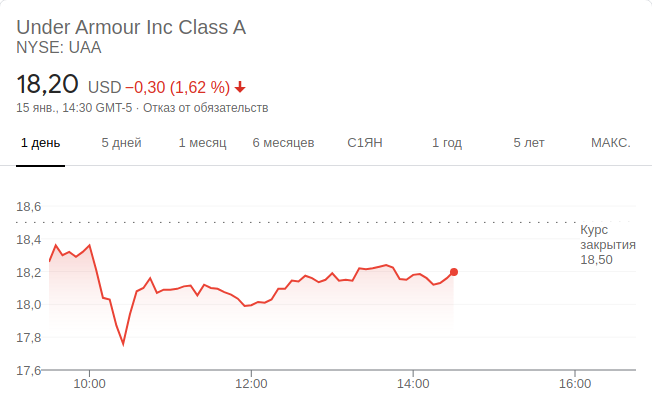 Under Armour Inc Class A
NYSE: UAA
18,20 USD −0,30 (1,62 %)
15 янв., 14:30 GMT-5 · Отказ от обязательств
1 день 5 дней 1 месяц 6 месяцев С1ЯН 1 год 5 лет МАКС.
18,6
Курс
закрытия
18,50
18,4
18,2
18,0
17,8
17,6
10:00 12:00 14:00 16:00